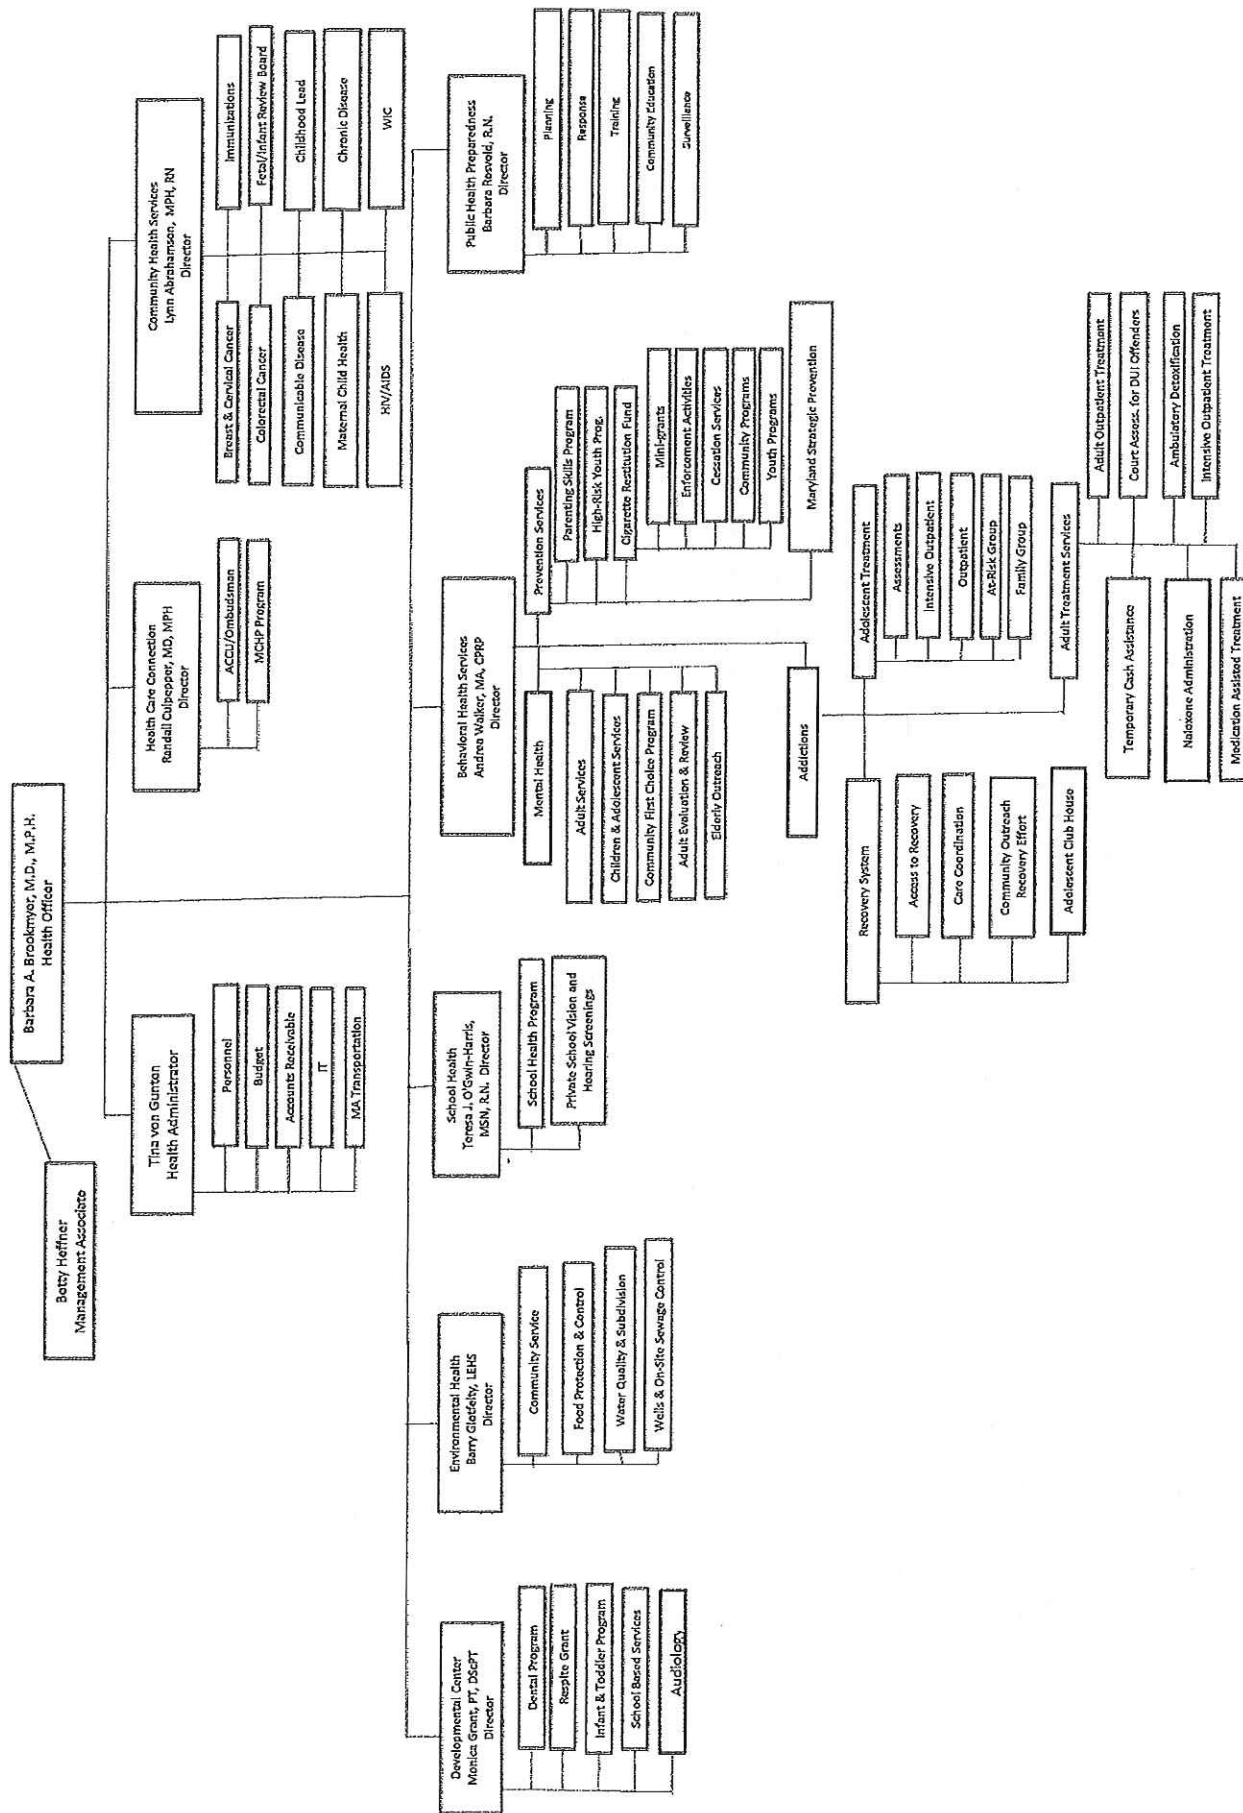 Barbara A. Brookmyer, M.D., M.P.H.
Health Officer
Betty Heffner
Management Associate
Tina von Gunton
Health Administrator
Personnel
Budget
Accounts Receivable
IT
MA Transportation
Health Care Connection
Randall Culpepper, MD, MPH
Director
ACCU/Ombudsman
MCHP Program
Community Health Services
Lynn Abrahamson, MPH, RN
Director
Breast & Cervical Cancer
Immunizations
Colorectal Cancer
Fetal/Infant Review Board
Communicable Disease
Childhood Lead
Maternal Child Health
Chronic Disease
HIV/AIDS
WIC
Developmental Center
Monica Grant, PT, DScPT
Director
Dental Program
Respite Grant
Infant & Toddler Program
School Based Services
Audiology
Environmental Health
Barry Glotfelty, LEHS
Director
Community Service
Food Protection & Control
Water Quality & Subdivision
Wells & On-Site Sewage Control
School Health
Teresa J. O'Gwin-Harris,
MSN, R.N. Director
School Health Program
Private School Vision and
Hearing Screenings
Behavioral Health Services
Andrea Walker, MA, CPRP
Director
Mental Health
Adult Services
Children & Adolescent Services
Community First Choice Program
Adult Evaluation & Review
Elderly Outreach
Prevention Services
Parenting Skills Program
High-Risk Youth Prog.
Cigarette Restitution Fund
Mini-grants
Enforcement Activities
Cessation Services
Community Programs
Youth Programs
Maryland Strategic Prevention
Addictions
Recovery System
Access to Recovery
Care Coordination
Community Outreach
Recovery Effort
Adolescent Club House
Adolescent Treatment
Assessments
Intensive Outpatient
Outpatient
At-Risk Group
Family Group
Adult Treatment Services
Adult Outpatient Treatment
Temporary Cash Assistance
Court Assess. for DUI Offenders
Naloxone Administration
Ambulatory Detoxification
Medication Assisted Treatment
Intensive Outpatient Treatment
Public Health Preparedness
Barbara Rosvold, R.N.
Director
Planning
Response
Training
Community Education
Surveillance